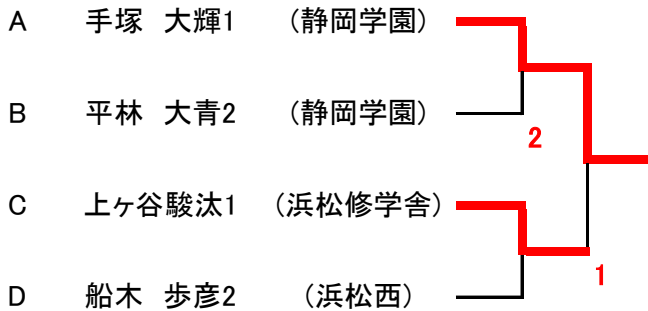 A 手塚 大輝1 (静岡学園)
B 平林 大青2 (静岡学園)
2
C 上ヶ谷駿汰1 (浜松修学舎)
1
D 船木 歩彦2 (浜松西)